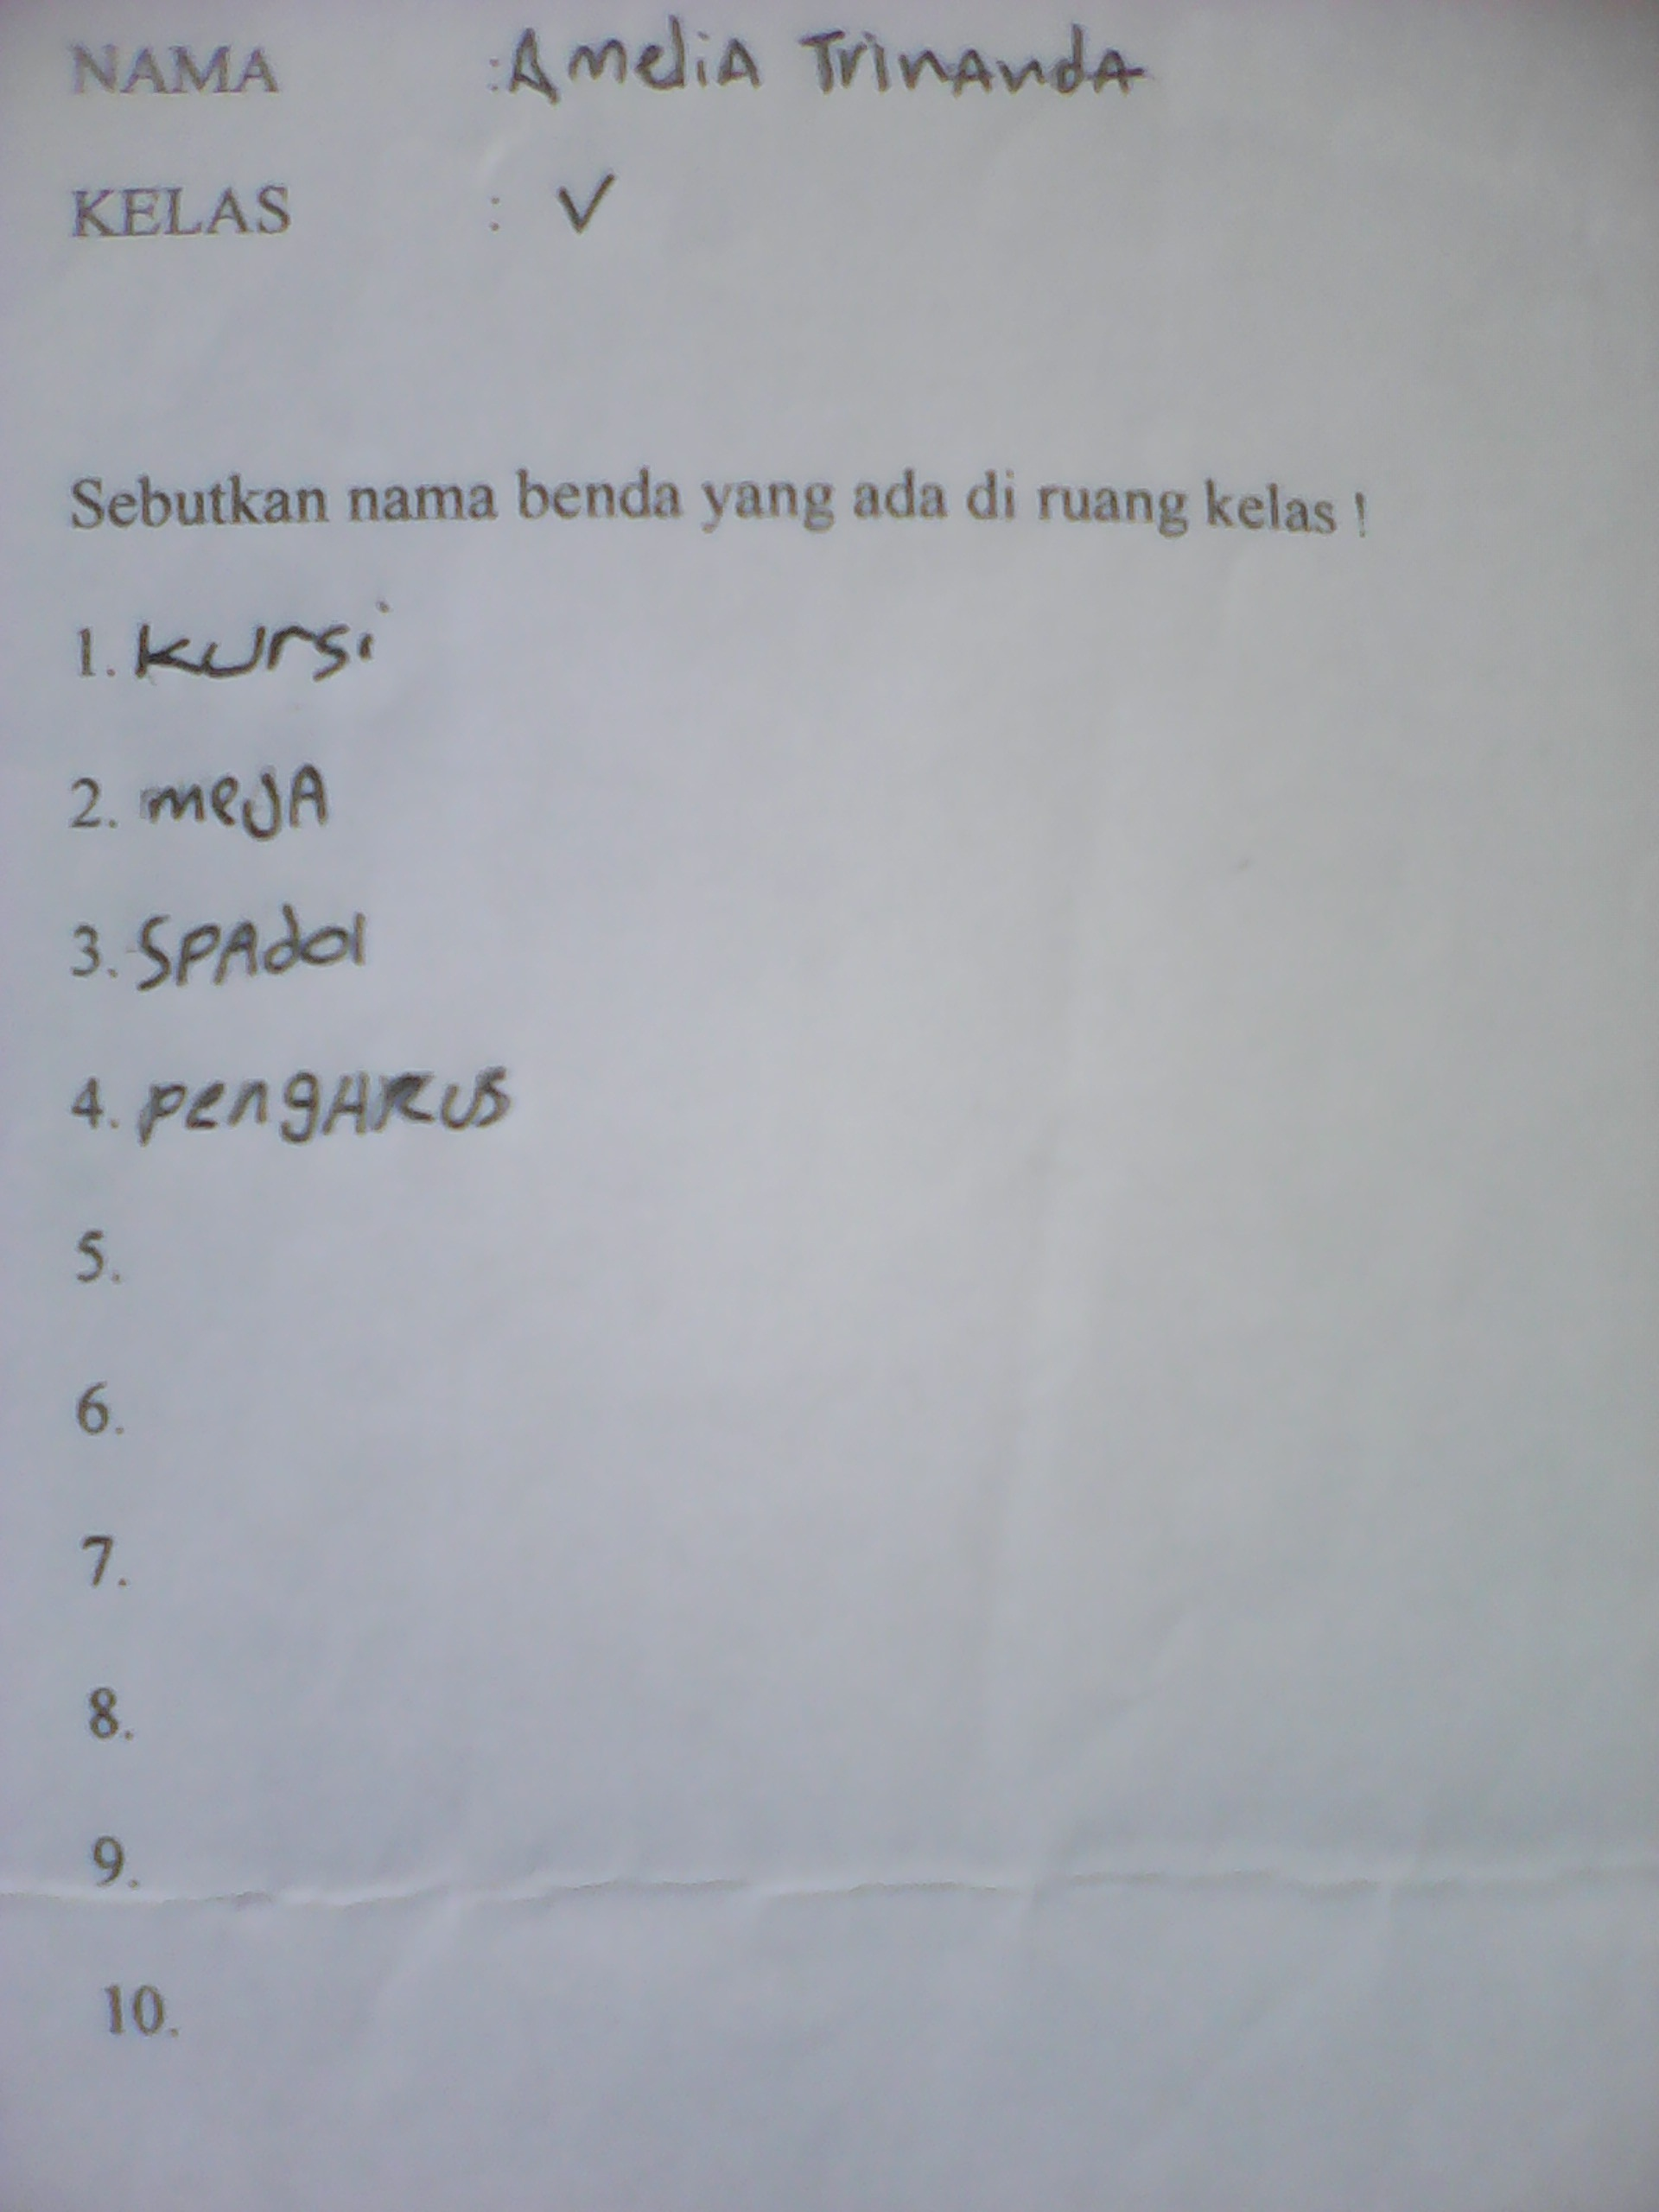 NAMA : Amelia TrinAndA
KELAS : V
Sebutkan nama benda yang ada di ruang kelas !
1. kursi
2. mejA
3. SPAdol
4. pengARUS
5.
6.
7.
8.
9.
10.